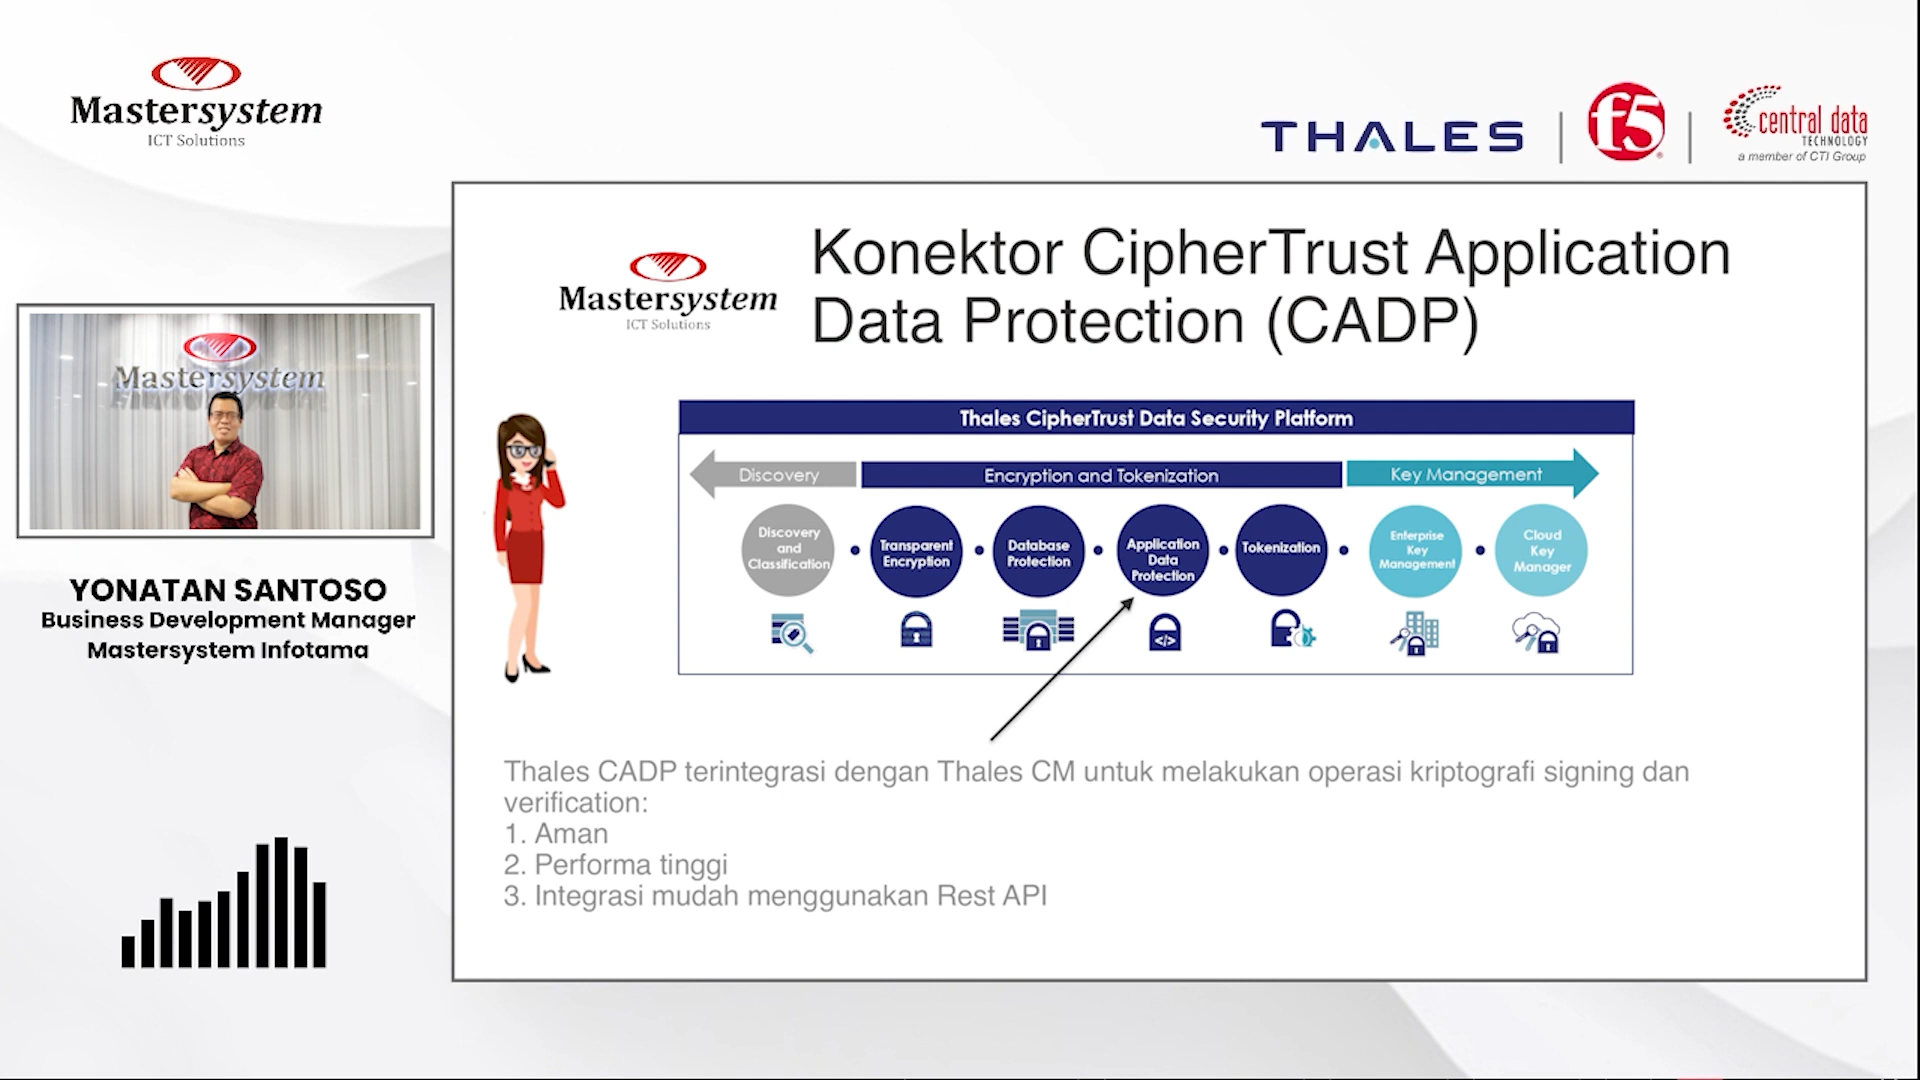 Mastersystem
ICT Solutions
THALES
f5
central data
TECHNOLOGY
a member of CTI Group
Mastersystem
YONATAN SANTOSO
Business Development Manager
Mastersystem Infotama
Mastersystem
ICT Solutions
Konektor CipherTrust Application
Data Protection (CADP)
Thales CipherTrust Data Security Platform
Discovery
Encryption and Tokenization
Key Management
Discovery
and
Classification
Transparent
Encryption
Database
Protection
Application
Data
Protection
Tokenization
Enterprise
Key
Management
Cloud
Key
Manager
</>
Thales CADP terintegrasi dengan Thales CM untuk melakukan operasi kriptografi signing dan
verification:
1. Aman
2. Performa tinggi
3. Integrasi mudah menggunakan Rest API